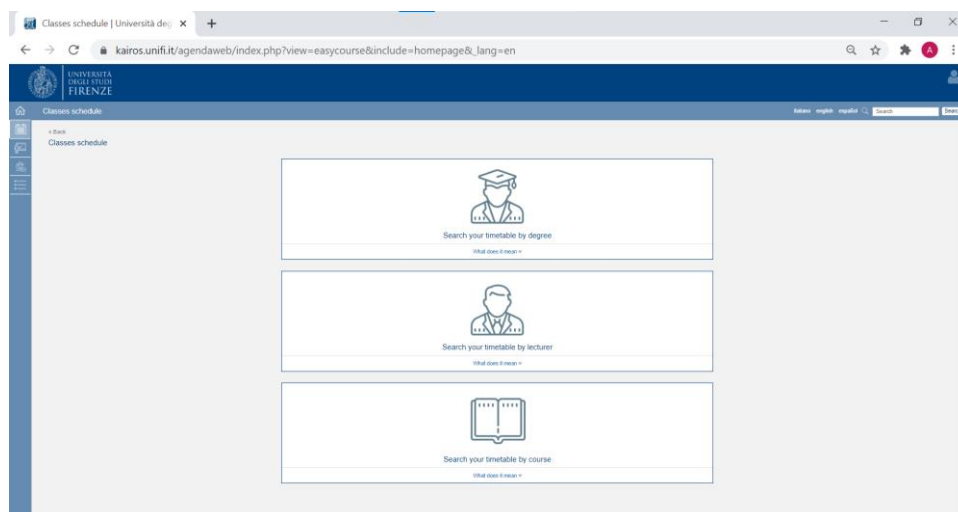 Classes schedule | Università deg
kairos.unifi.it/agendaweb/index.php?view=easycourse&include=homepage&_lang=en
A
UNIVERSITÀ
DEGLI STUDI
FIRENZE
Classes schedule
italiano english español Search
< Back
Classes schedule
Search your timetable by degree
What does it mean
Search your timetable by lecturer
What does it mean
Search your timetable by course
What does it mean